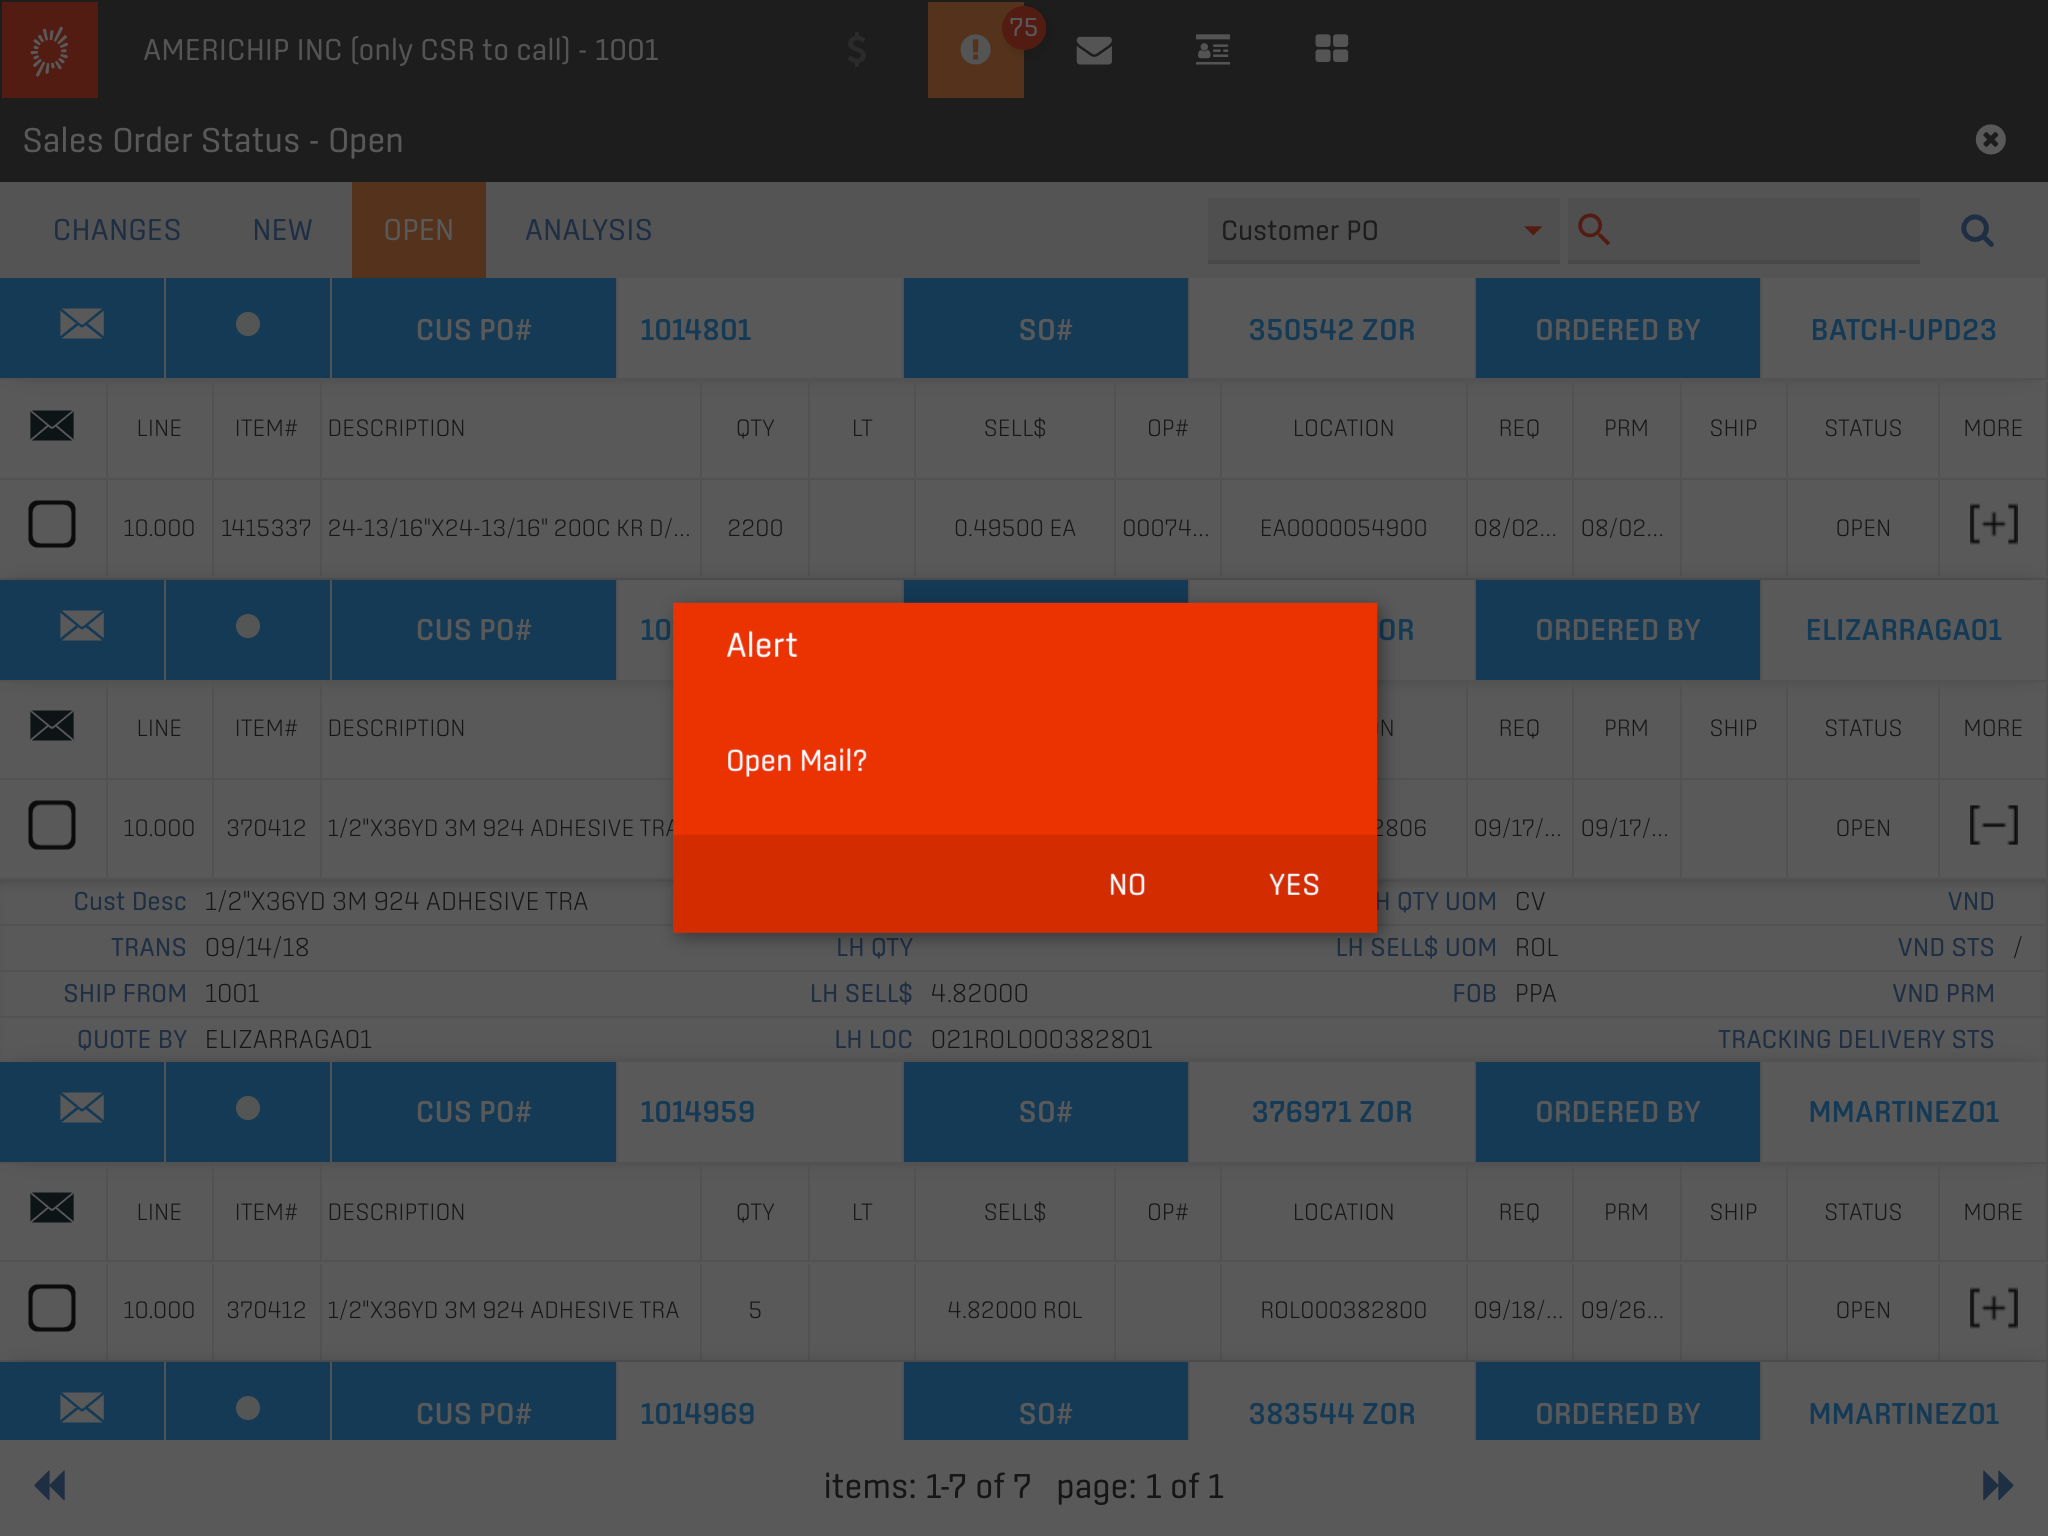 AMERICHIP INC (only CSR to call) - 1001
75
Sales Order Status - Open
CHANGES NEW OPEN ANALYSIS Customer PO
CUS PO# 1014801 SO# 350542 ZOR ORDERED BY BATCH-UPD23
LINE ITEM# DESCRIPTION QTY LT SELL$ OP# LOCATION REQ PRM SHIP STATUS MORE
10.000 1415337 24-13/16"X24-13/16" 200C KR D/... 2200 0.49500 EA 00074... EA0000054900 08/02... 08/02... OPEN [+]
CUS PO# 10 OR ORDERED BY ELIZARRAGA01
LINE ITEM# DESCRIPTION N REQ PRM SHIP STATUS MORE
10.000 370412 1/2"X36YD 3M 924 ADHESIVE TRA 2806 09/17/... 09/17/... OPEN [−]
Alert
Open Mail?
NO YES
Cust Desc 1/2"X36YD 3M 924 ADHESIVE TRA H QTY UOM CV VND
TRANS 09/14/18 LH QTY LH SELL$ UOM ROL VND STS /
SHIP FROM 1001 LH SELL$ 4.82000 FOB PPA VND PRM
QUOTE BY ELIZARRAGA01 LH LOC 021ROL000382801 TRACKING DELIVERY STS
CUS PO# 1014959 SO# 376971 ZOR ORDERED BY MMARTINEZ01
LINE ITEM# DESCRIPTION QTY LT SELL$ OP# LOCATION REQ PRM SHIP STATUS MORE
10.000 370412 1/2"X36YD 3M 924 ADHESIVE TRA 5 4.82000 ROL ROL000382800 09/18/... 09/26... OPEN [+]
CUS PO# 1014969 SO# 383544 ZOR ORDERED BY MMARTINEZ01
items: 1-7 of 7 page: 1 of 1